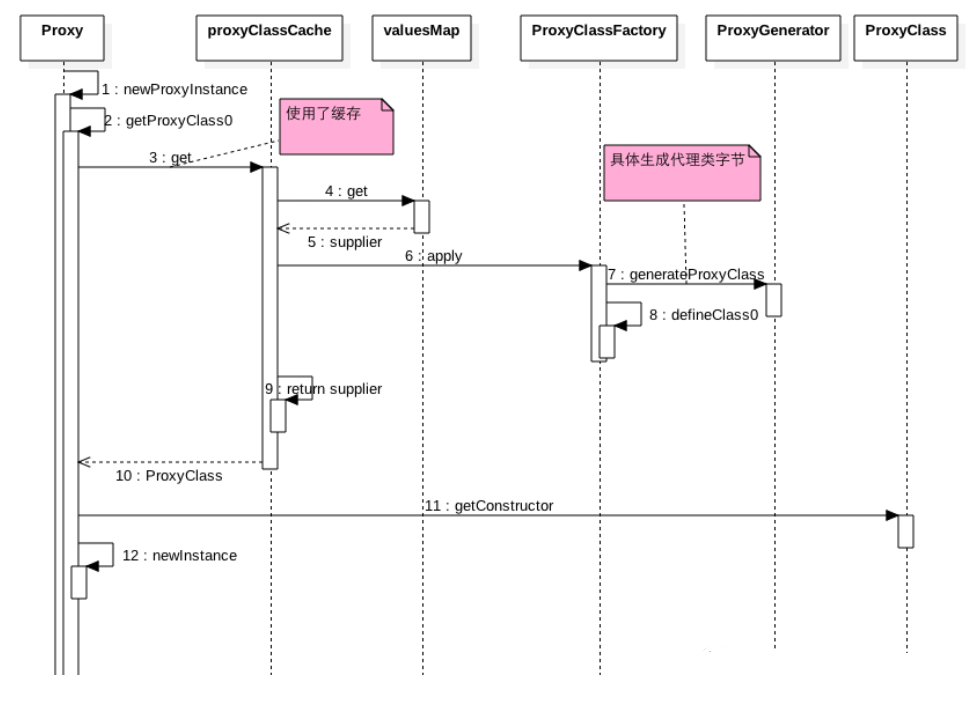 Proxy
proxyClassCache
valuesMap
ProxyClassFactory
ProxyGenerator
ProxyClass
1 : newProxyInstance
使用了缓存
2 : getProxyClass0
3 : get
具体生成代理类字节
4 : get
5 : supplier
6 : apply
7 : generateProxyClass
8 : defineClass0
9 : return supplier
10 : ProxyClass
11 : getConstructor
12 : newInstance